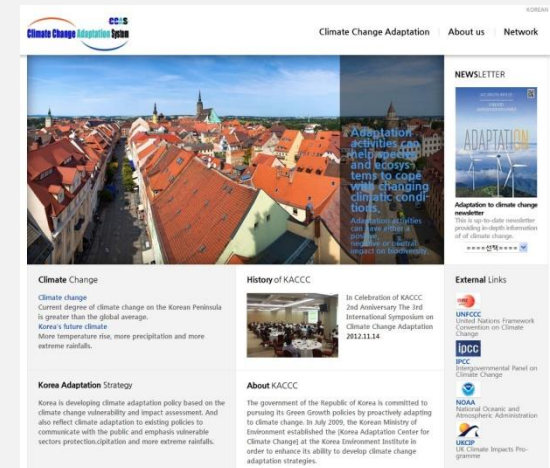 KOREAN
CCAS
Climate Change Adaptation System
Climate Change Adaptation
About us
Network
Adaptation
activities can
help species
and ecosys-
tems to cope
with changing
climatic condi-
tions.
Adaptation activities
can have either a
positive,
negative or neutral
impact on biodiversity.
NEWSLETTER
ADAPTATION
Adaptation to climate change
newsletter
This is up-to-date newsletter
providing in-depth information
of of climate change.
====선택====
Climate Change
Climate change
Current degree of climate change on the Korean Peninsula
is greater than the global average.
Korea's future climate
More temperature rise, more precipitation and more
extreme rainfalls.
History of KACCC
In Celebration of KACCC
2nd Anniversary The 3rd
International Symposium on
Climate Change Adaptation
2012.11.14
External Links
UNFCCC
United Nations Framework
Convention on Climate
Change
ipcc
IPCC
Intergovernmental Panel on
Climate Change
NOAA
National Oceanic and
Atmospheric Administration
UKCIP
UK Climate Impacts Pro-
gramme
Korea Adaptation Strategy
Korea is developing climate adaptation policy based on the
climate change vulnerability and impact assessment. And
also reflect climate adaptation to existing policies to
communicate with the public and emphasis vulnerable
sectors protection.cipitation and more extreme rainfalls.
About KACCC
The government of the Republic of Korea is committed to
pursuing its Green Growth policies by proactively adapting
to climate change. In July 2009, the Korean Ministry of
Environment established the [Korea Adaptation Center for
Climate Change] at the Korea Environment Institute in
order to enhance its ability to develop climate change
adaptation strategies.